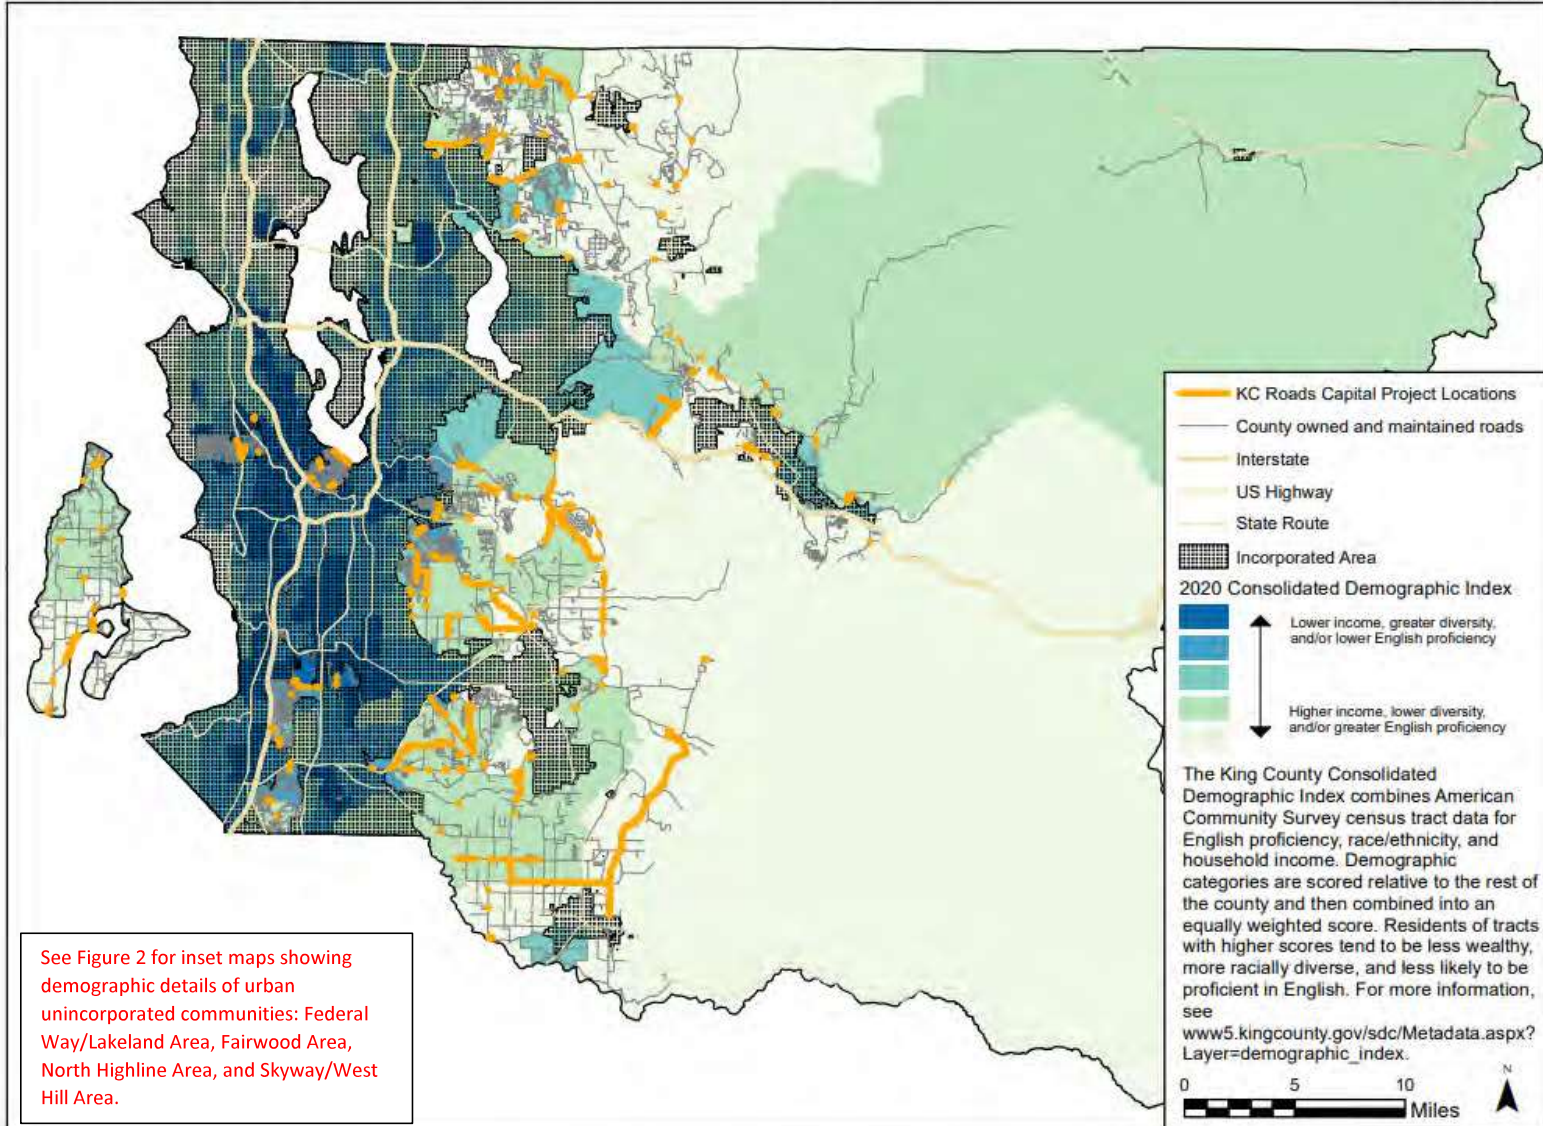 KC Roads Capital Project Locations
County owned and maintained roads
Interstate
US Highway
State Route
Incorporated Area
2020 Consolidated Demographic Index
Lower income, greater diversity,
and/or lower English proficiency
Higher income, lower diversity,
and/or greater English proficiency
The King County Consolidated
Demographic Index combines American
Community Survey census tract data for
English proficiency, race/ethnicity, and
household income. Demographic
categories are scored relative to the rest of
the county and then combined into an
equally weighted score. Residents of tracts
with higher scores tend to be less wealthy,
more racially diverse, and less likely to be
proficient in English. For more information,
see
www5.kingcounty.gov/sdc/Metadata.aspx?
Layer=demographic_index.
0 5 10
Miles
N
See Figure 2 for inset maps showing
demographic details of urban
unincorporated communities: Federal
Way/Lakeland Area, Fairwood Area,
North Highline Area, and Skyway/West
Hill Area.